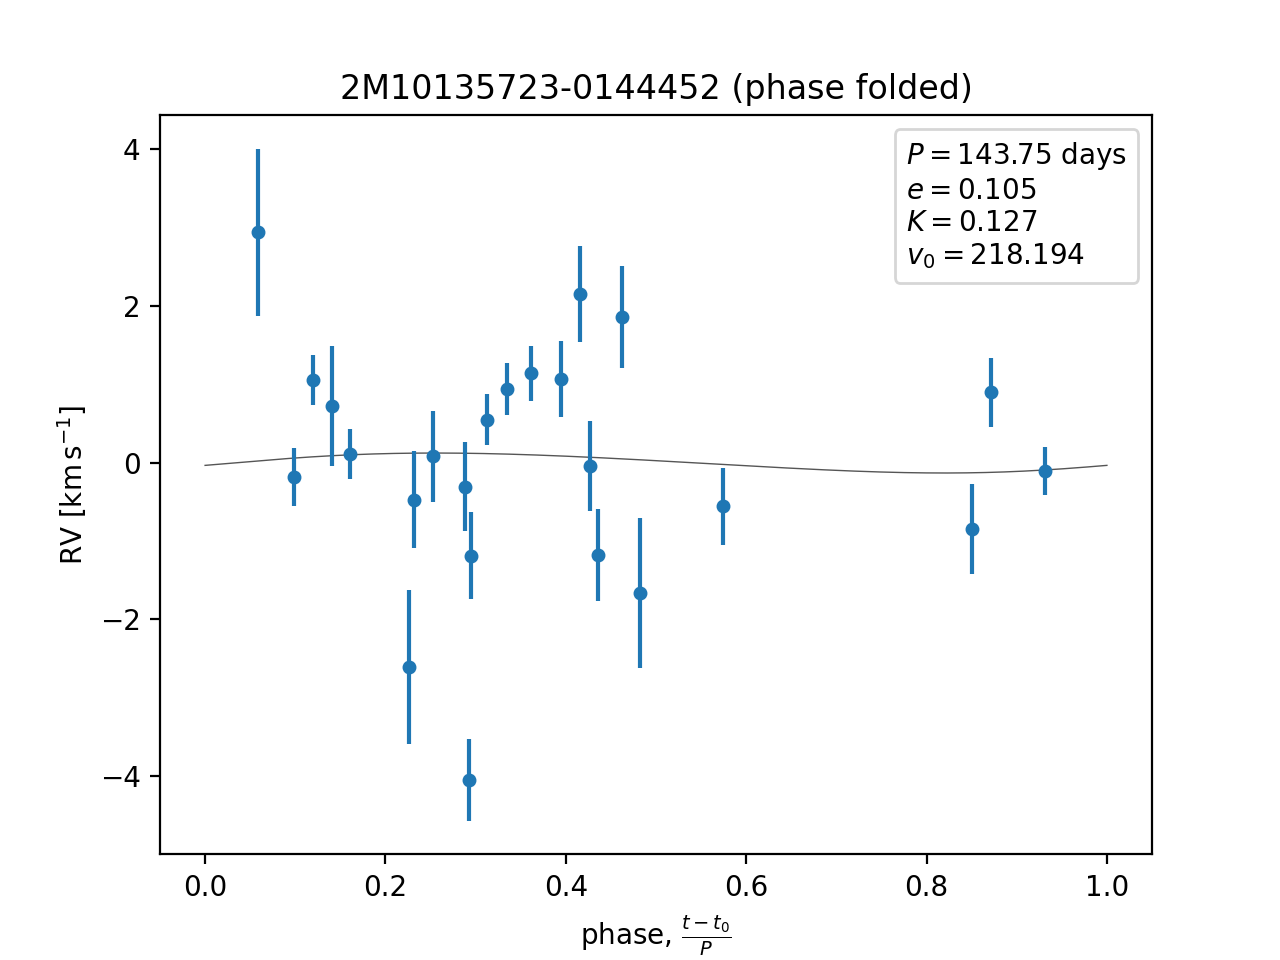 2M10135723-0144452 (phase folded)
P = 143.75 days
e = 0.105
K = 0.127
v₀ = 218.194
RV [km s⁻¹]
4
2
0
−2
−4
0.0 0.2 0.4 0.6 0.8 1.0
phase, (t − t₀)/P